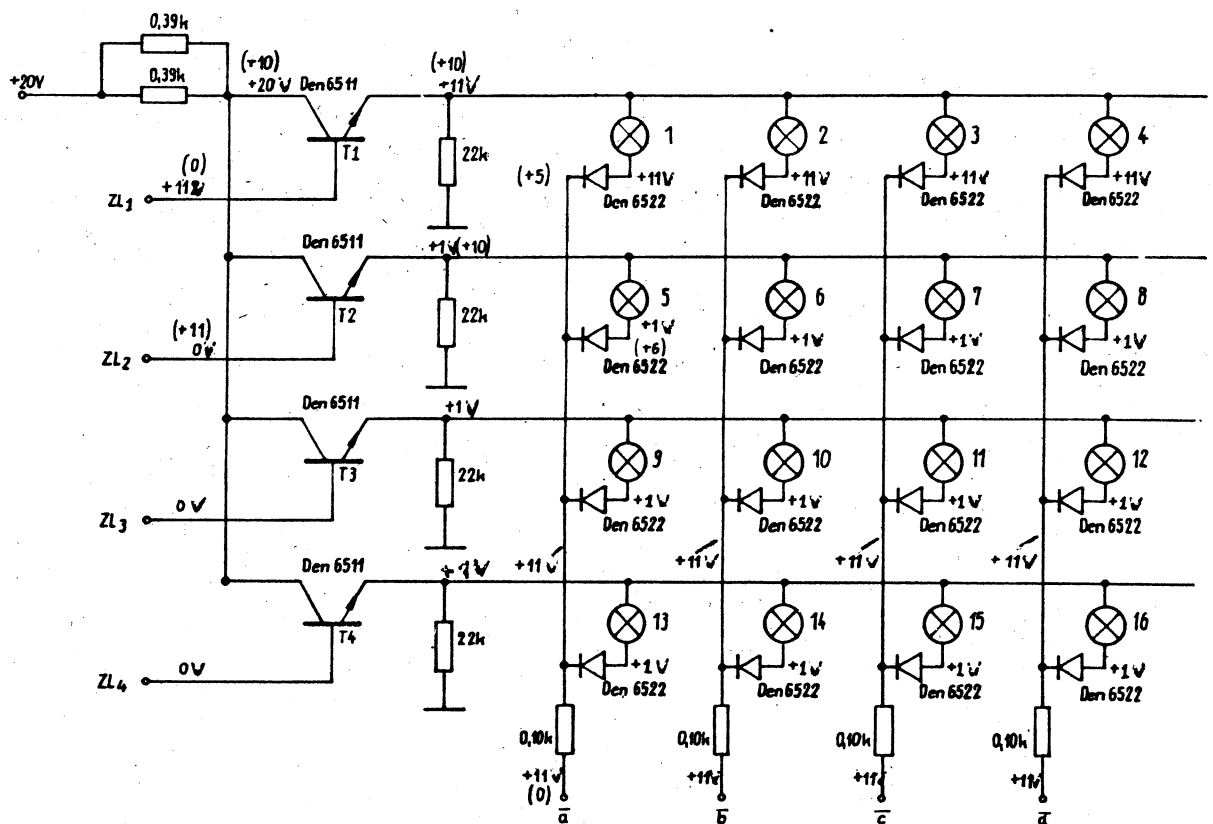 0,39k
0,39k
+20V
(+10)
+20V
Den 6511
(+10)
+11V
T1
22k
(0)
ZL1
1
2
3
4
(+5)
+11V
+11V
+11V
+11V
Den 6522
Den 6522
Den 6522
Den 6522
Den 6511
+1V(+10)
T2
22k
(+11)
0V
ZL2
5
6
7
8
+1V
(+6)
+1V
+1V
+1V
Den 6522
Den 6522
Den 6522
Den 6522
Den 6511
+1V
T3
22k
0V
ZL3
9
10
11
12
+1V
+1V
+1V
+1V
Den 6522
Den 6522
Den 6522
Den 6522
+11V
+11V
+11V
+11V
Den 6511
+1V
T4
22k
0V
ZL4
13
14
15
16
+1V
+1V
+1V
+1V
Den 6522
Den 6522
Den 6522
Den 6522
0,10k
0,10k
0,10k
0,10k
+11V
+11V
+11V
+11V
(0)
a̅
b̅
c̅
d̅